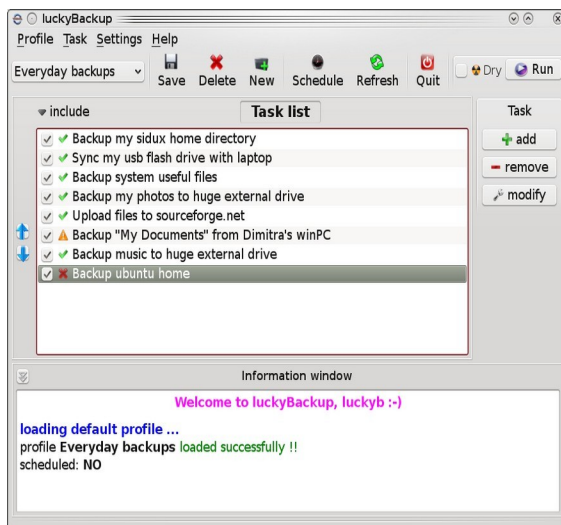 luckyBackup
Profile Task Settings Help
Everyday backups Save Delete New Schedule Refresh Quit Dry Run
include Task list Task
Backup my sidux home directory
Sync my usb flash drive with laptop
Backup system useful files
Backup my photos to huge external drive
Upload files to sourceforge.net
Backup "My Documents" from Dimitra's winPC
Backup music to huge external drive
Backup ubuntu home
add
remove
modify
Information window
Welcome to luckyBackup, luckyb :-)
loading default profile ...
profile Everyday backups loaded successfully !!
scheduled: NO